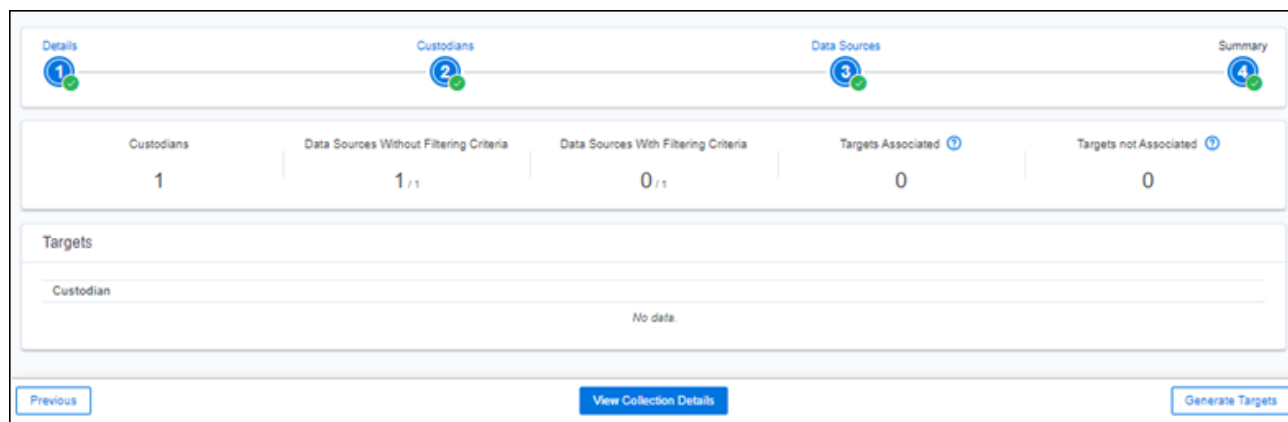 Details Custodians Data Sources Summary
1 2 3 4
Custodians Data Sources Without Filtering Criteria Data Sources With Filtering Criteria Targets Associated ? Targets not Associated ?
1 1 / 1 0 / 1 0 0
Targets
Custodian
No data.
Previous View Collection Details Generate Targets